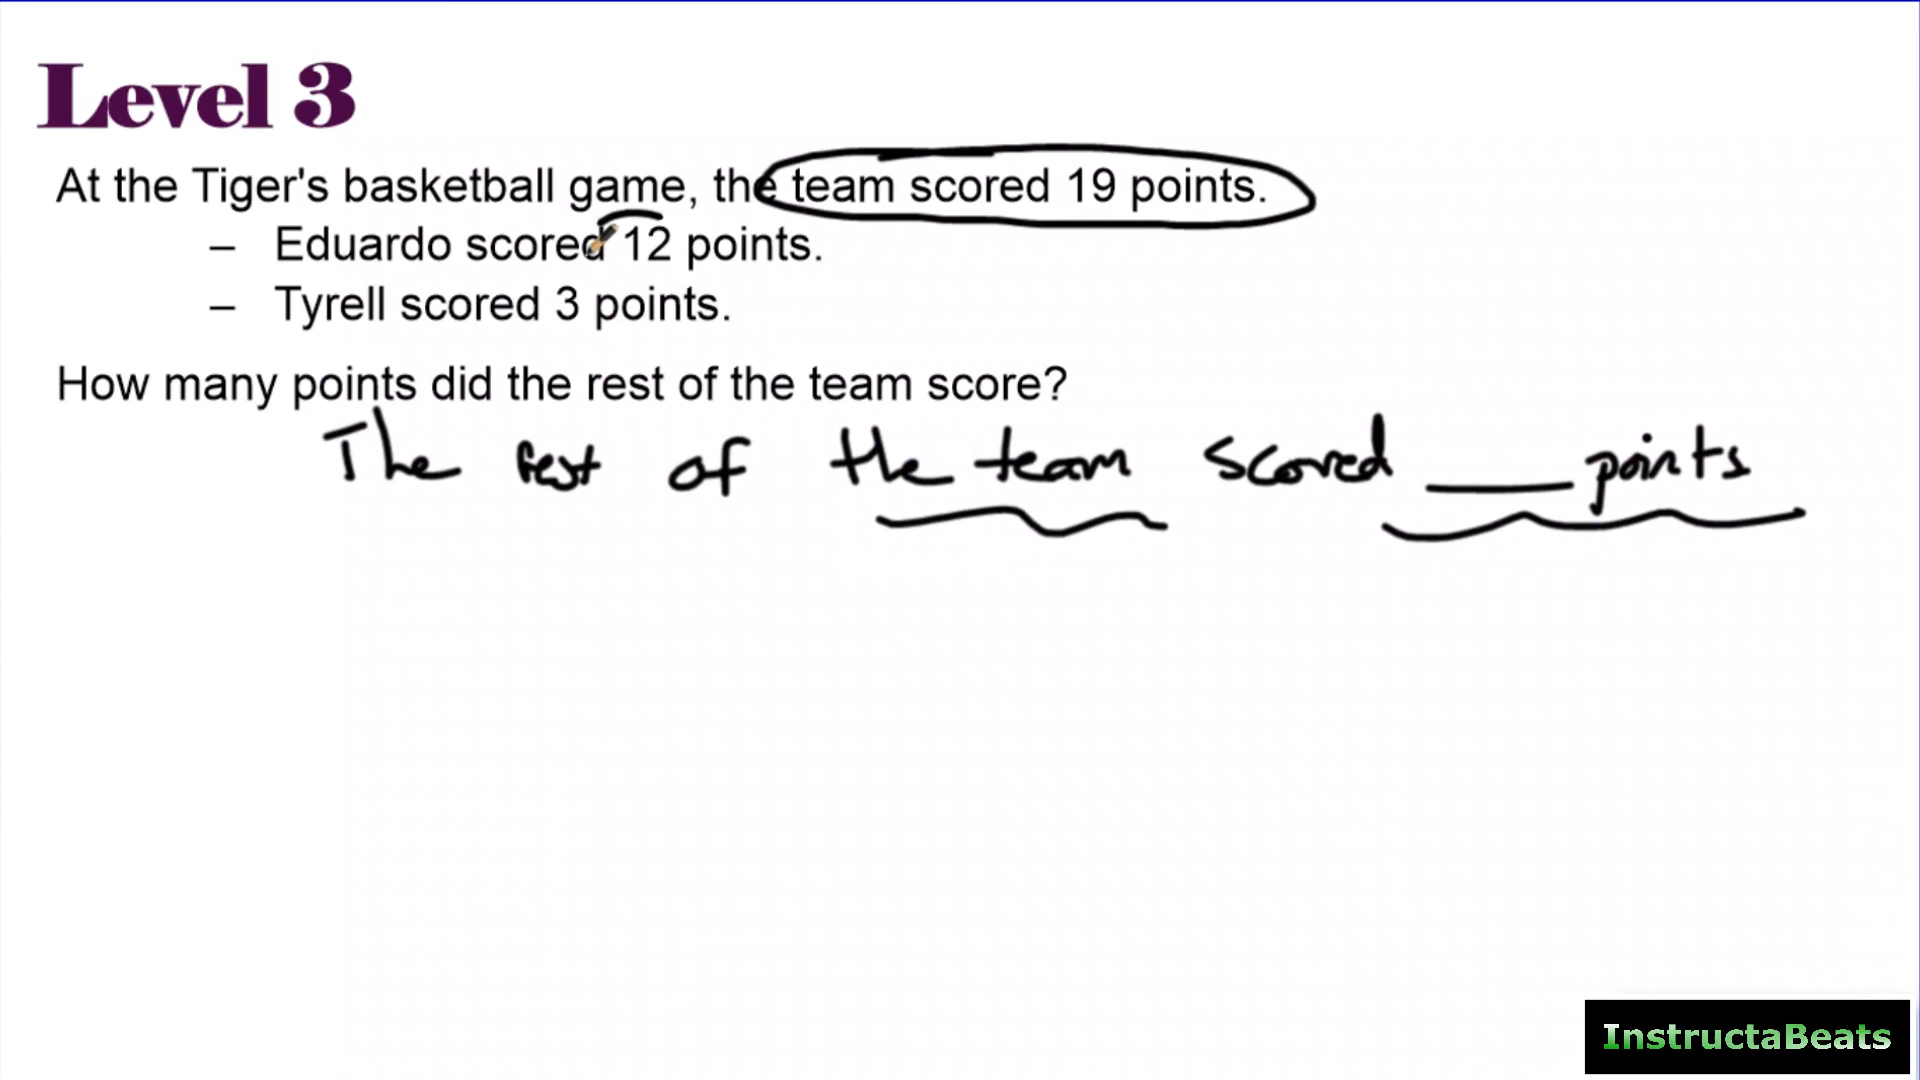 Level 3
At the Tiger's basketball game, the team scored 19 points.
– Eduardo scored 12 points.
– Tyrell scored 3 points.
How many points did the rest of the team score?
The rest of the team scored ___ points
InstructaBeats